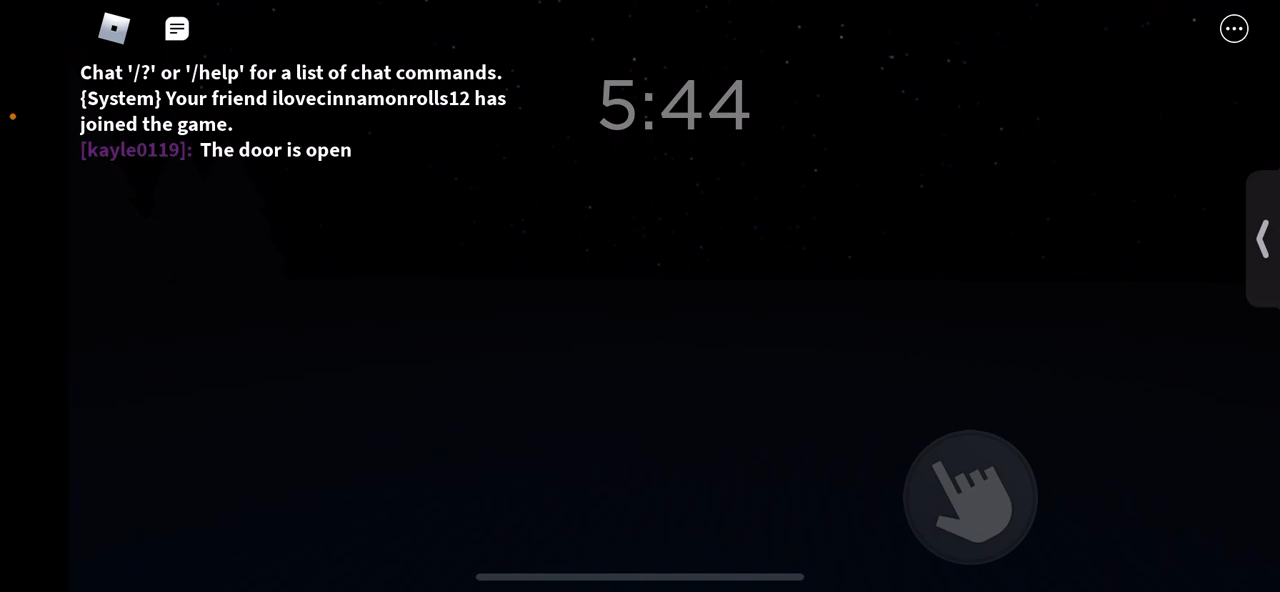 Chat '/?' or '/help' for a list of chat commands.
{System} Your friend ilovecinnamonrolls12 has
joined the game.
[kayle0119]: The door is open
5:44